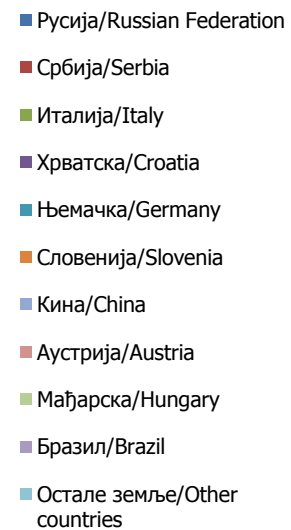 Русија/Russian Federation
Србија/Serbia
Италија/Italy
Хрватска/Croatia
Њемачка/Germany
Словенија/Slovenia
Кина/China
Аустрија/Austria
Мађарска/Hungary
Бразил/Brazil
Остале земље/Other
countries